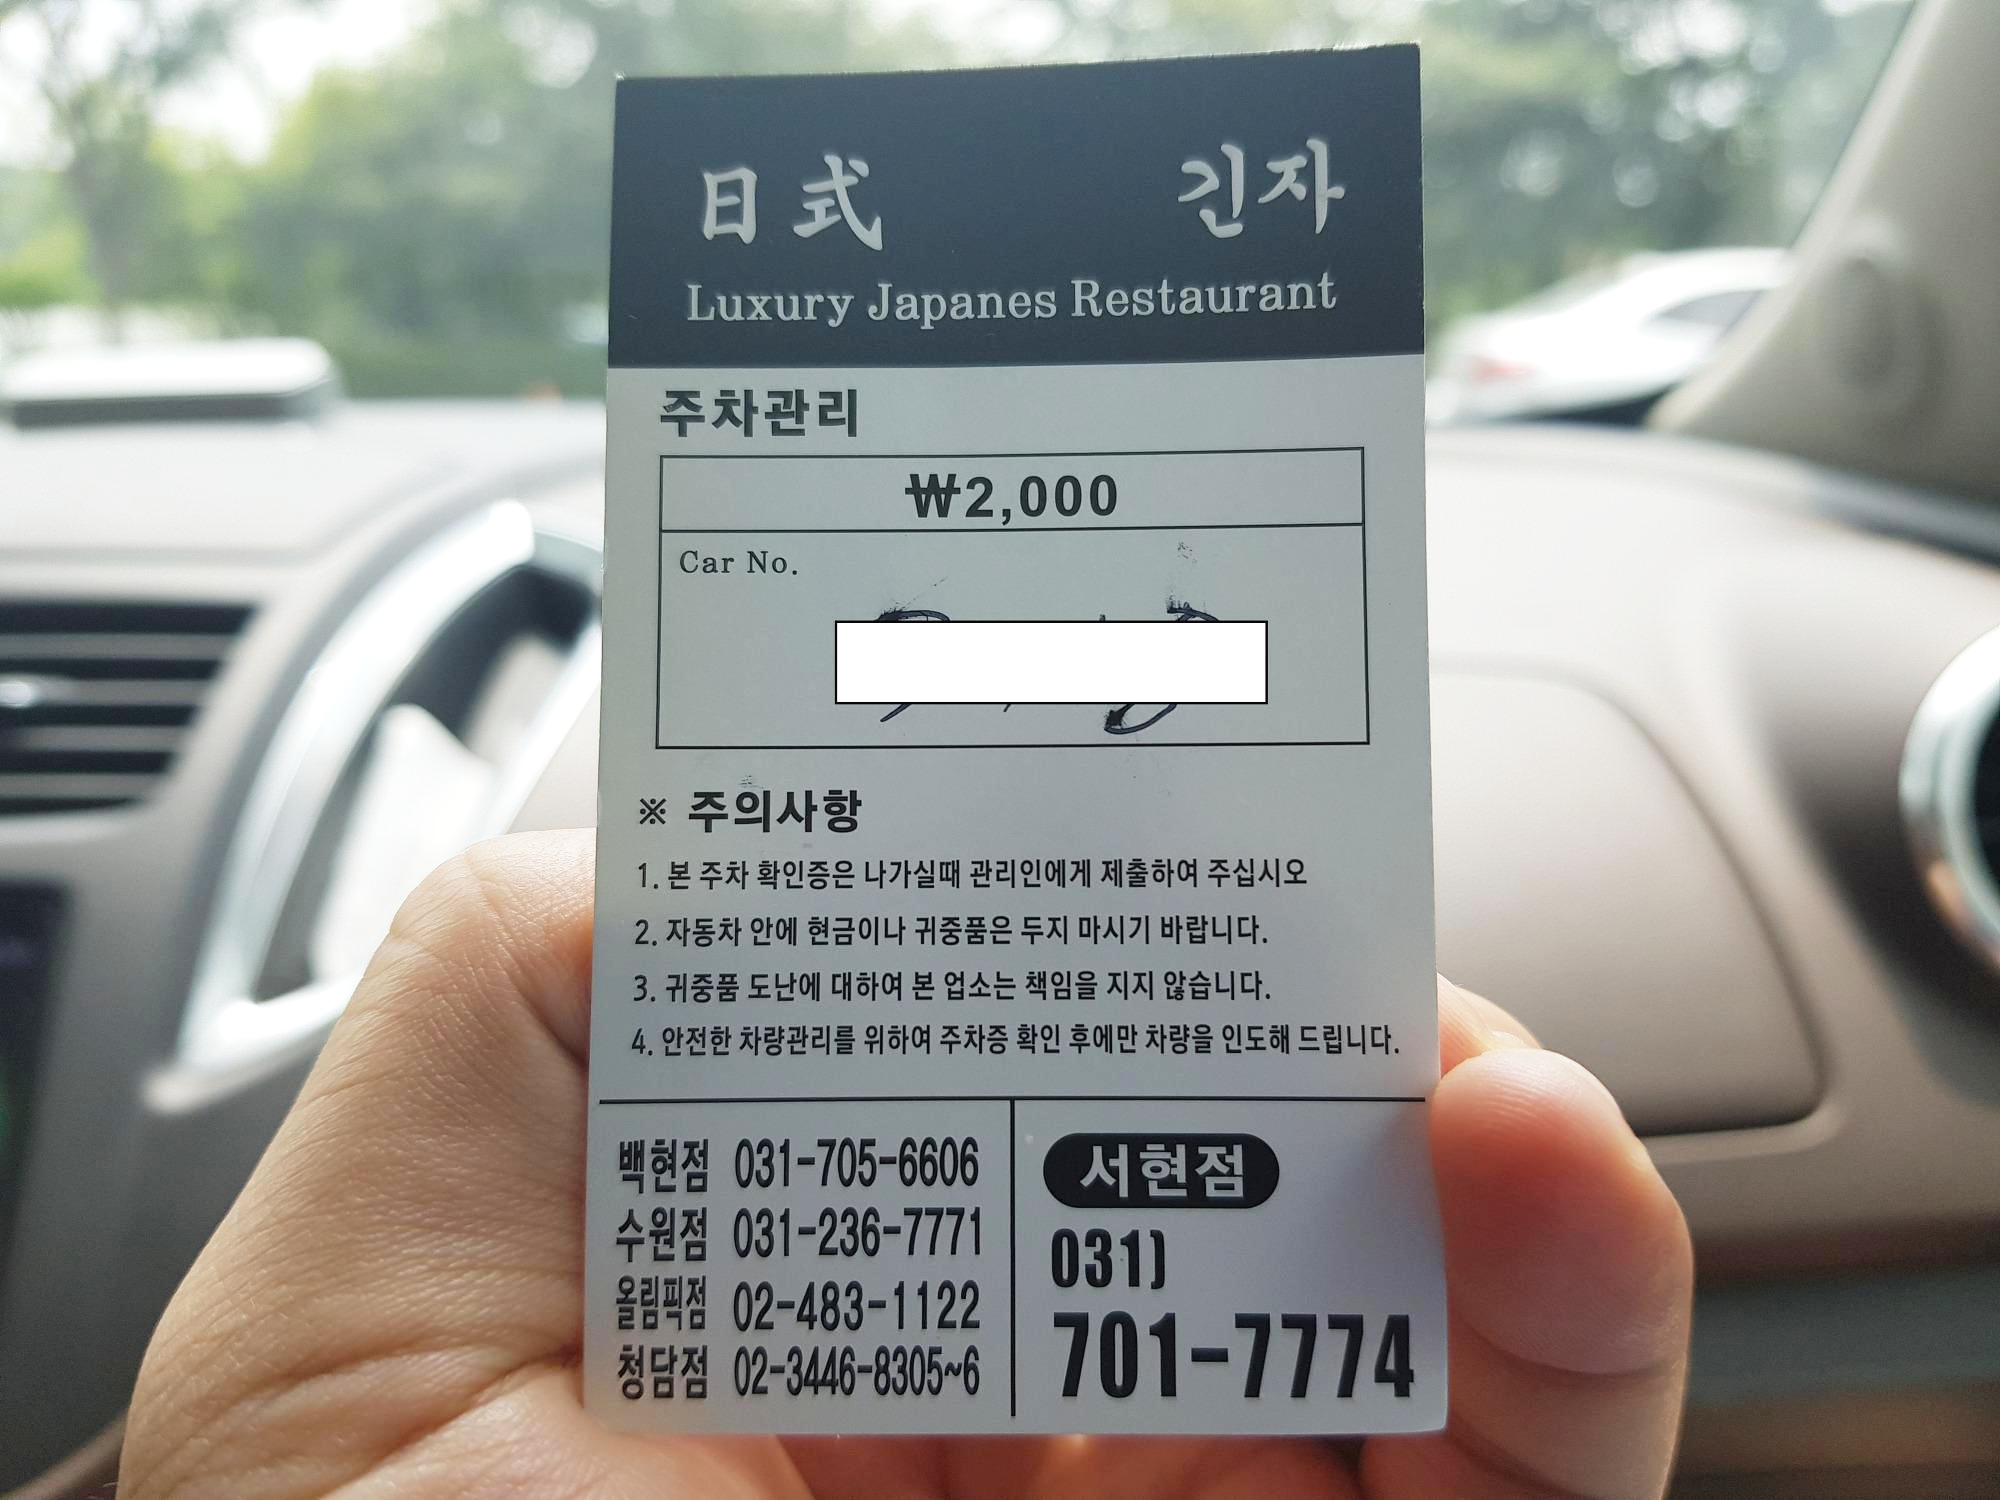 日式 긴자
Luxury Japanes Restaurant
주차관리
₩2,000
Car No.
※ 주의사항
1. 본 주차 확인증은 나가실때 관리인에게 제출하여 주십시오
2. 자동차 안에 현금이나 귀중품은 두지 마시기 바랍니다.
3. 귀중품 도난에 대하여 본 업소는 책임을 지지 않습니다.
4. 안전한 차량관리를 위하여 주차증 확인 후에만 차량을 인도해 드립니다.
백현점 031-705-6606
수원점 031-236-7771
올림픽점 02-483-1122
청담점 02-3446-8305~6
서현점
031)
701-7774